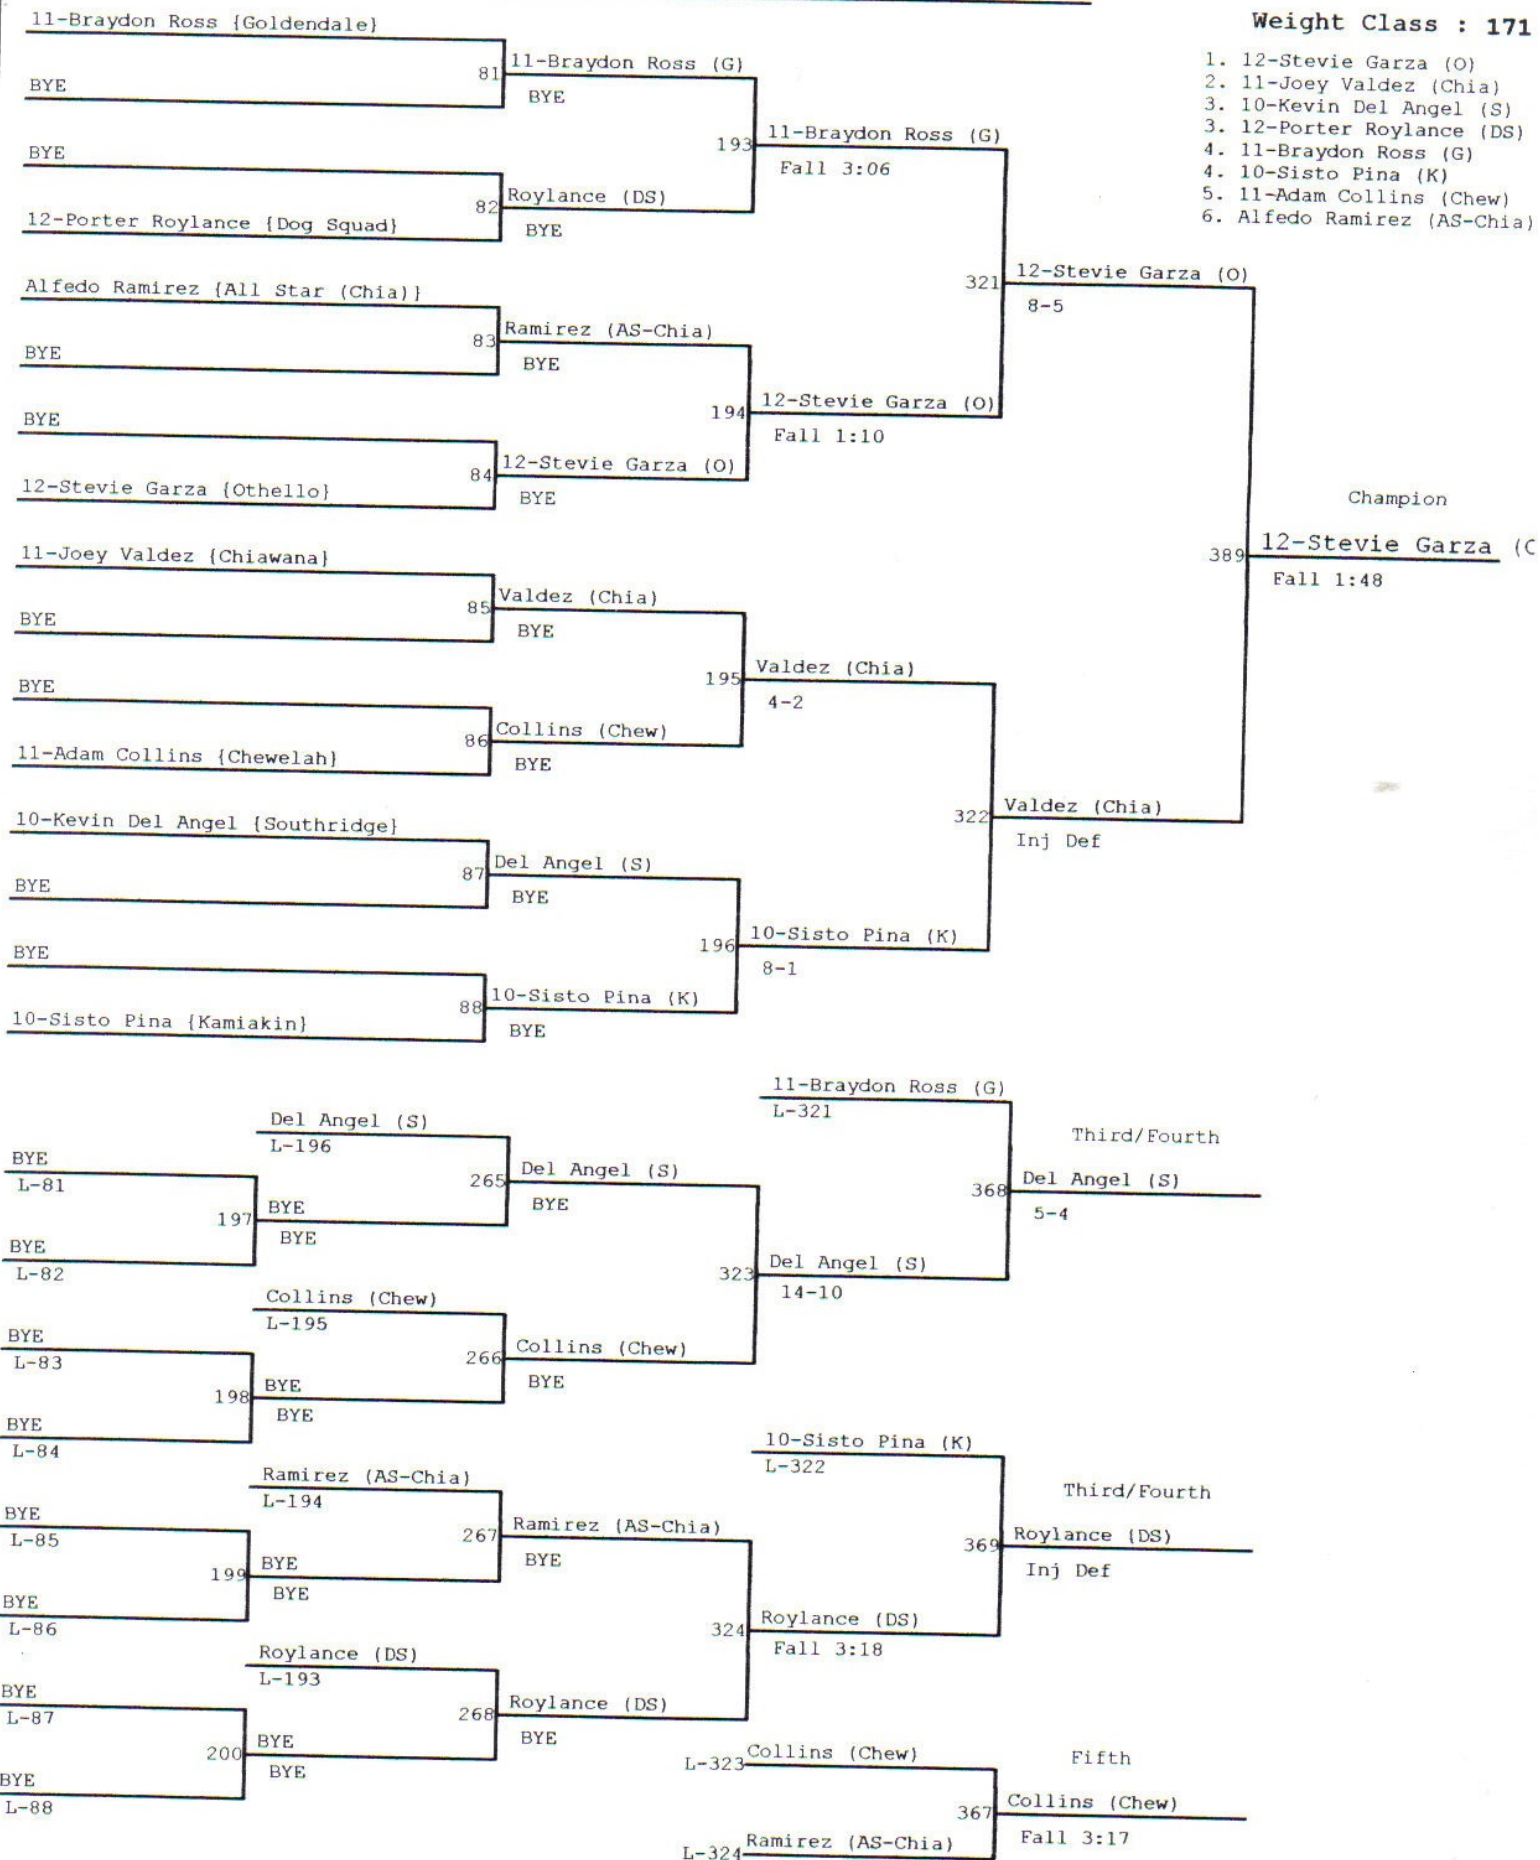 Weight Class : 171
1. 12-Stevie Garza (O)
2. 11-Joey Valdez (Chia)
3. 10-Kevin Del Angel (S)
3. 12-Porter Roylance (DS)
4. 11-Braydon Ross (G)
4. 10-Sisto Pina (K)
5. 11-Adam Collins (Chew)
6. Alfedo Ramirez (AS-Chia)
11-Braydon Ross {Goldendale}
81
BYE
11-Braydon Ross (G)
BYE
193
BYE
82
12-Porter Roylance {Dog Squad}
Roylance (DS)
BYE
11-Braydon Ross (G)
Fall 3:06
321
Alfedo Ramirez {All Star (Chia)}
83
BYE
Ramirez (AS-Chia)
BYE
194
BYE
84
12-Stevie Garza {Othello}
12-Stevie Garza (O)
BYE
12-Stevie Garza (O)
Fall 1:10
12-Stevie Garza (O)
8-5
Champion
389
12-Stevie Garza (C
Fall 1:48
11-Joey Valdez {Chiawana}
85
BYE
Valdez (Chia)
BYE
195
BYE
86
11-Adam Collins {Chewelah}
Collins (Chew)
BYE
Valdez (Chia)
4-2
322
Valdez (Chia)
Inj Def
10-Kevin Del Angel {Southridge}
87
BYE
Del Angel (S)
BYE
196
BYE
88
10-Sisto Pina {Kamiakin}
10-Sisto Pina (K)
BYE
10-Sisto Pina (K)
8-1
11-Braydon Ross (G)
L-321
Third/Fourth
368
Del Angel (S)
5-4
Del Angel (S)
L-196
265
Del Angel (S)
BYE
BYE
L-81
197
BYE
BYE
BYE
L-82
323
Del Angel (S)
14-10
Collins (Chew)
L-195
266
Collins (Chew)
BYE
BYE
L-83
198
BYE
BYE
BYE
L-84
10-Sisto Pina (K)
L-322
Third/Fourth
369
Roylance (DS)
Inj Def
Ramirez (AS-Chia)
L-194
267
Ramirez (AS-Chia)
BYE
BYE
L-85
199
BYE
BYE
BYE
L-86
324
Roylance (DS)
Fall 3:18
Roylance (DS)
L-193
268
Roylance (DS)
BYE
BYE
L-87
200
BYE
BYE
BYE
L-88
L-323
Collins (Chew)
Fifth
367
Collins (Chew)
Fall 3:17
L-324
Ramirez (AS-Chia)